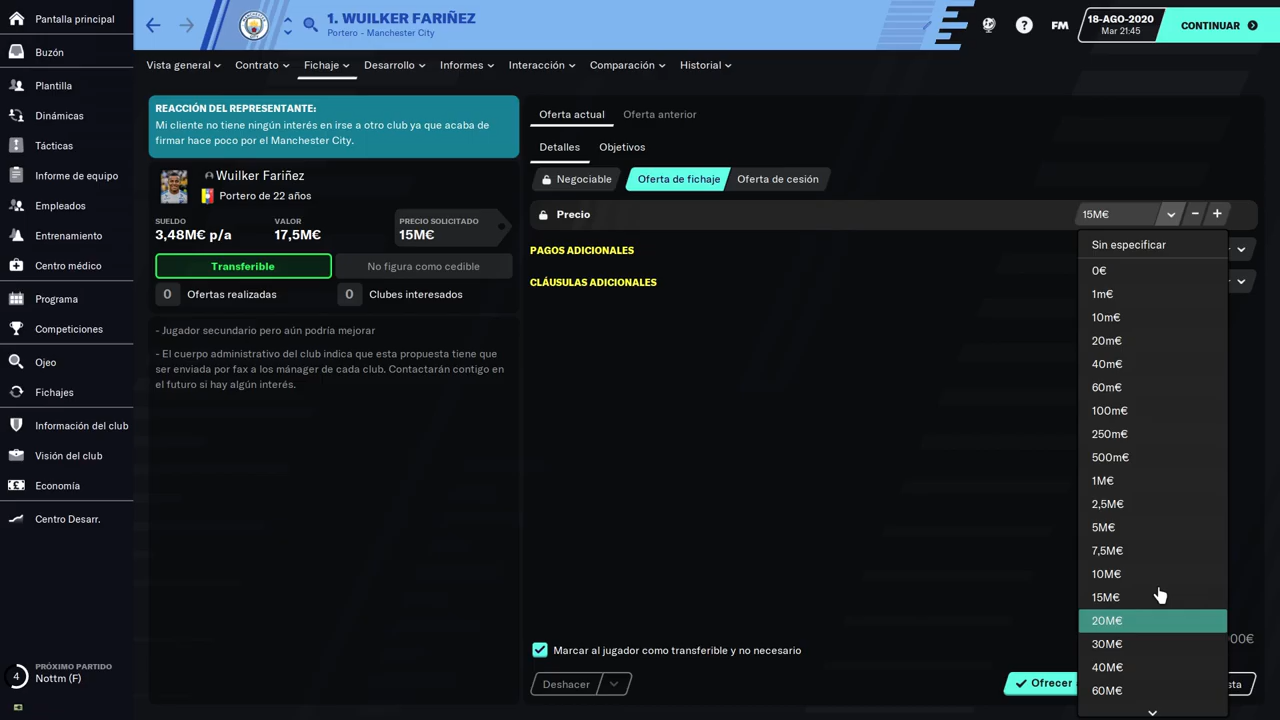 Pantalla principal
Buzón
Plantilla
Dinámicas
Tácticas
Informe de equipo
Empleados
Entrenamiento
Centro médico
Programa
Competiciones
Ojeo
Fichajes
Información del club
Visión del club
Economía
Centro Desarr.
4
PRÓXIMO PARTIDO
Nottm (F)
1. WUILKER FARIÑEZ
Portero - Manchester City
FM
18-AGO-2020
Mar 21:45
CONTINUAR
Vista general
Contrato
Fichaje
Desarrollo
Informes
Interacción
Comparación
Historial
REACCIÓN DEL REPRESENTANTE:
Mi cliente no tiene ningún interés en irse a otro club ya que acaba de
firmar hace poco por el Manchester City.
Wuilker Fariñez
Portero de 22 años
SUELDO
3,48M€ p/a
VALOR
17,5M€
PRECIO SOLICITADO
15M€
Transferible
No figura como cedible
0 Ofertas realizadas
0 Clubes interesados
- Jugador secundario pero aún podría mejorar
- El cuerpo administrativo del club indica que esta propuesta tiene que
ser enviada por fax a los mánager de cada club. Contactarán contigo en
el futuro si hay algún interés.
Oferta actual
Oferta anterior
Detalles
Objetivos
Negociable
Oferta de fichaje
Oferta de cesión
Precio
15M€
PAGOS ADICIONALES
CLÁUSULAS ADICIONALES
Sin especificar
0€
1m€
10m€
20m€
40m€
60m€
100m€
250m€
500m€
1M€
2,5M€
5M€
7,5M€
10M€
15M€
20M€
30M€
40M€
60M€
Marcar al jugador como transferible y no necesario
Deshacer
Ofrecer